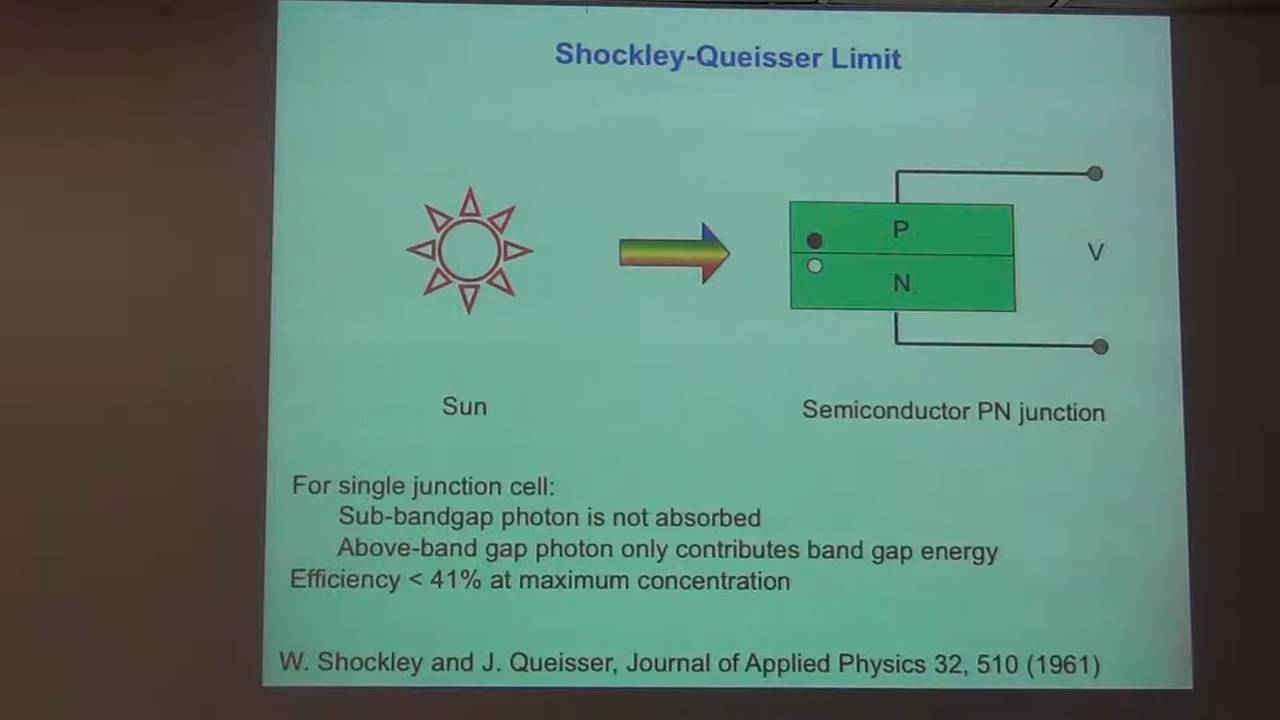 Shockley-Queisser Limit
P
N
V
Sun
Semiconductor PN junction
For single junction cell:
Sub-bandgap photon is not absorbed
Above-band gap photon only contributes band gap energy
Efficiency < 41% at maximum concentration
W. Shockley and J. Queisser, Journal of Applied Physics 32, 510 (1961)